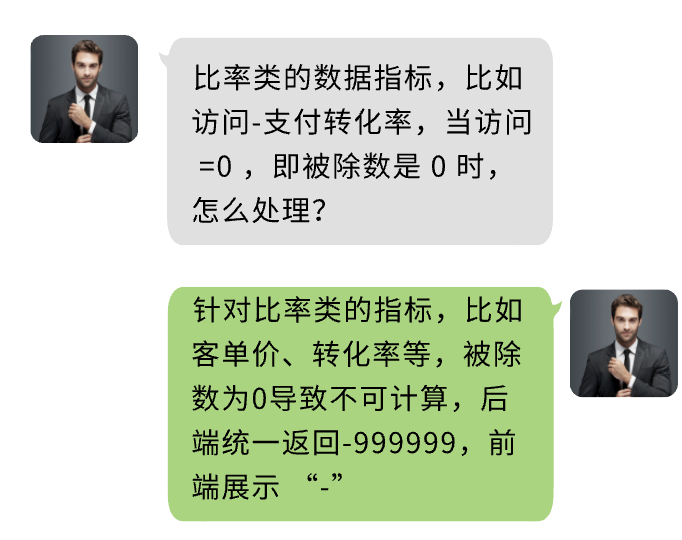 比率类的数据指标，比如
访问-支付转化率，当访问
=0 ，即被除数是 0 时，
怎么处理？
针对比率类的指标，比如
客单价、转化率等，被除
数为0导致不可计算，后
端统一返回-999999，前
端展示 “-”